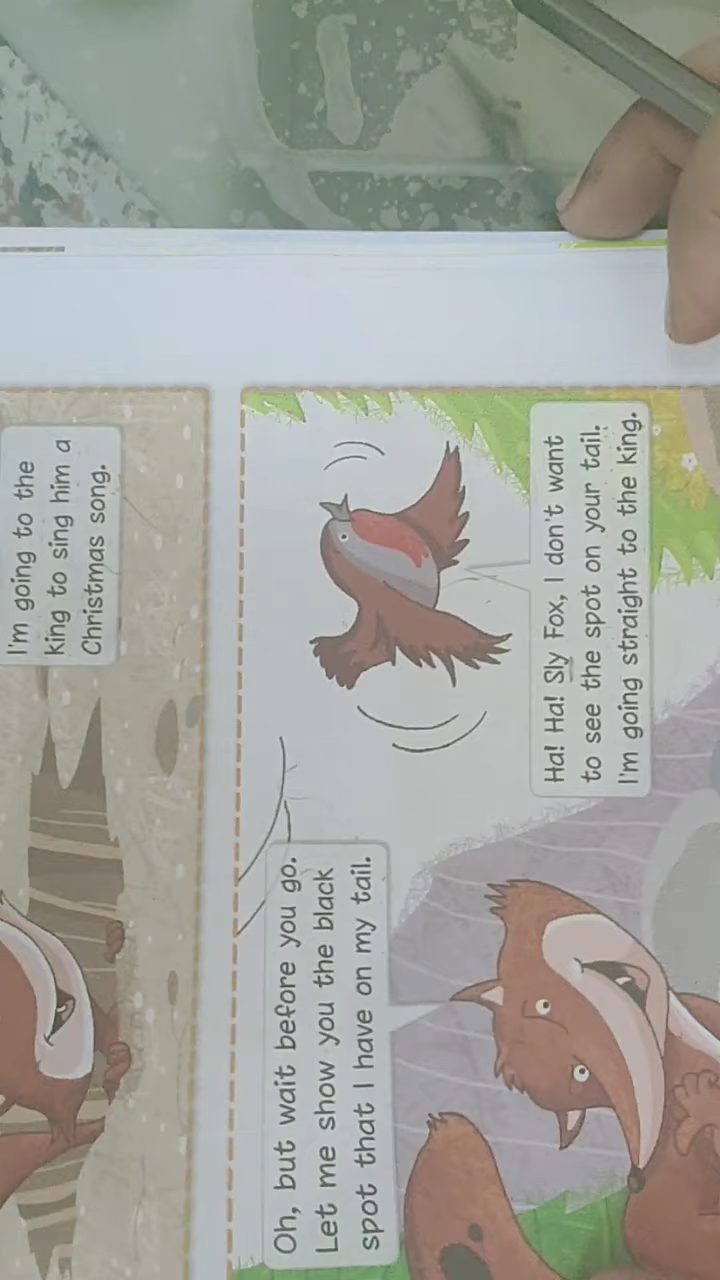 I'm going to the
king to sing him a
Christmas song.
Oh, but wait before you go.
Let me show you the black
spot that I have on my tail.
Ha! Ha! Sly Fox, I don't want
to see the spot on your tail.
I'm going straight to the king.